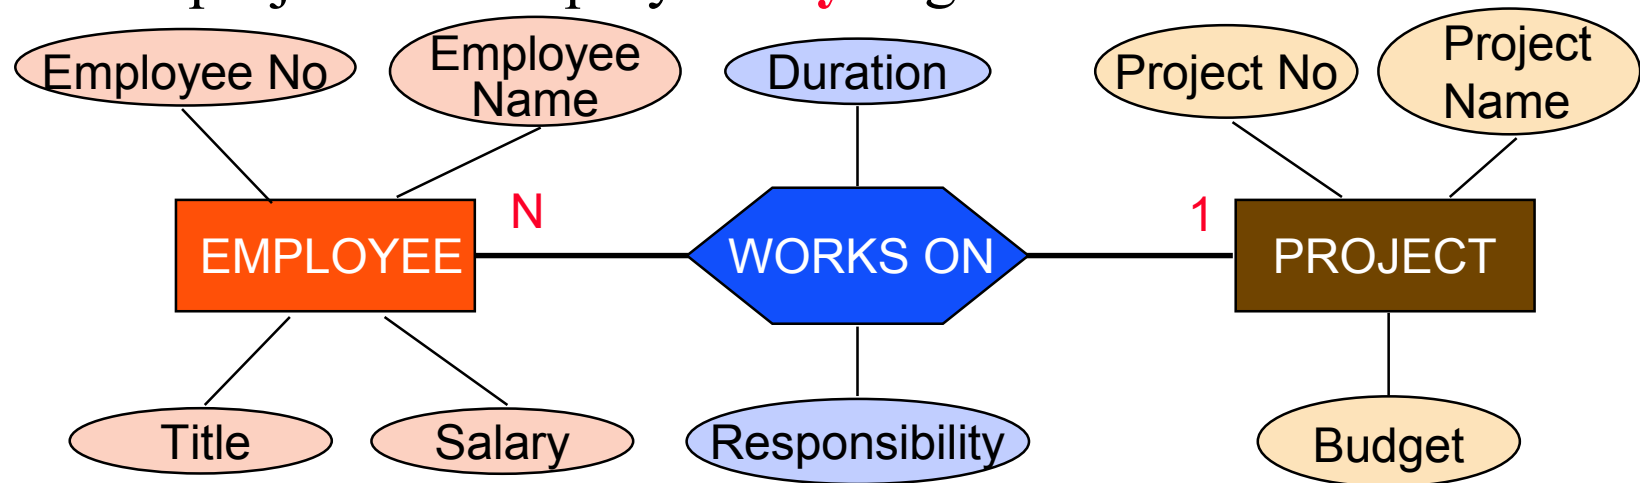 Employee No
Employee
Name
Duration
Project No
Project
Name
N
1
EMPLOYEE
WORKS ON
PROJECT
Title
Salary
Responsibility
Budget